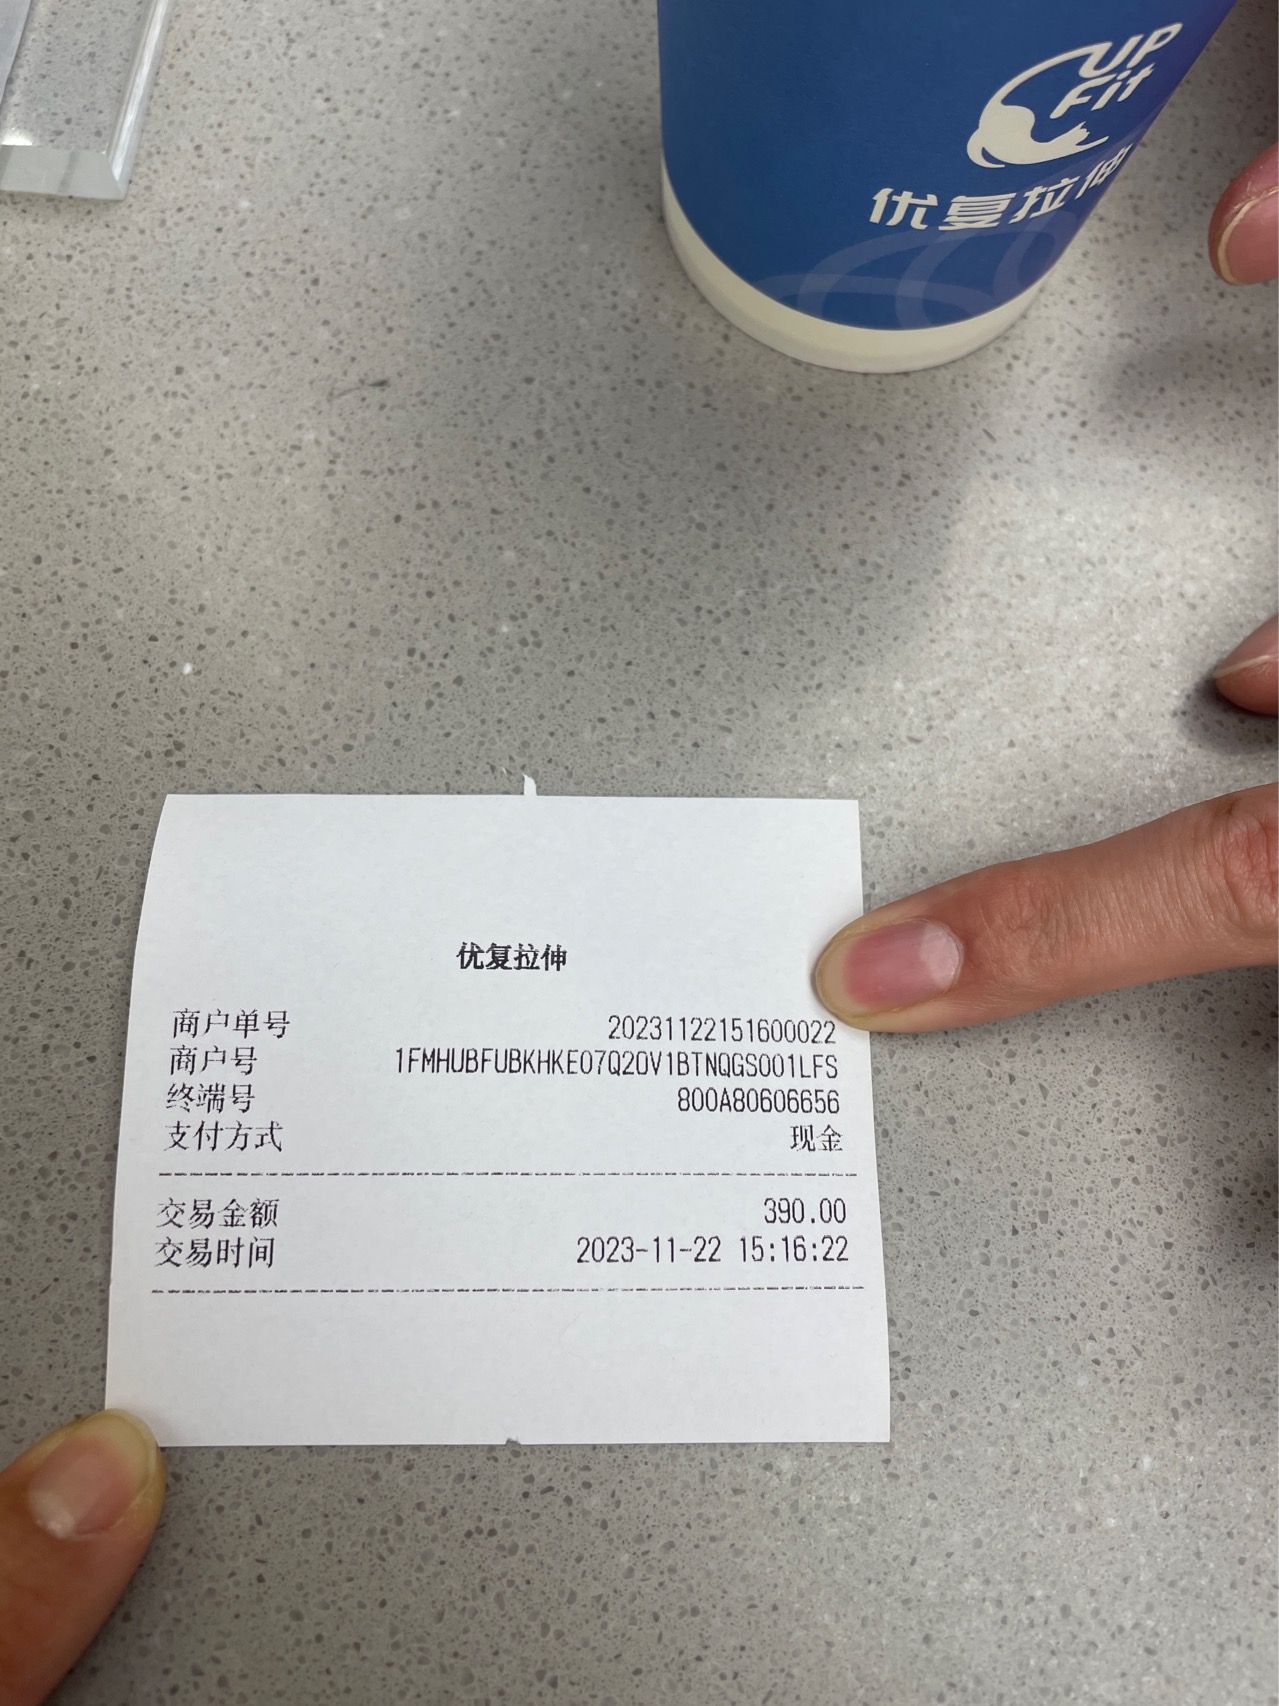 UP
Fit
优复拉伸
优复拉伸
商户单号 20231122151600022
商户号 1FMHUBFUBKHKE07Q20V1BTNQGS001LFS
终端号 800A80606656
支付方式 现金
交易金额 390.00
交易时间 2023-11-22 15:16:22